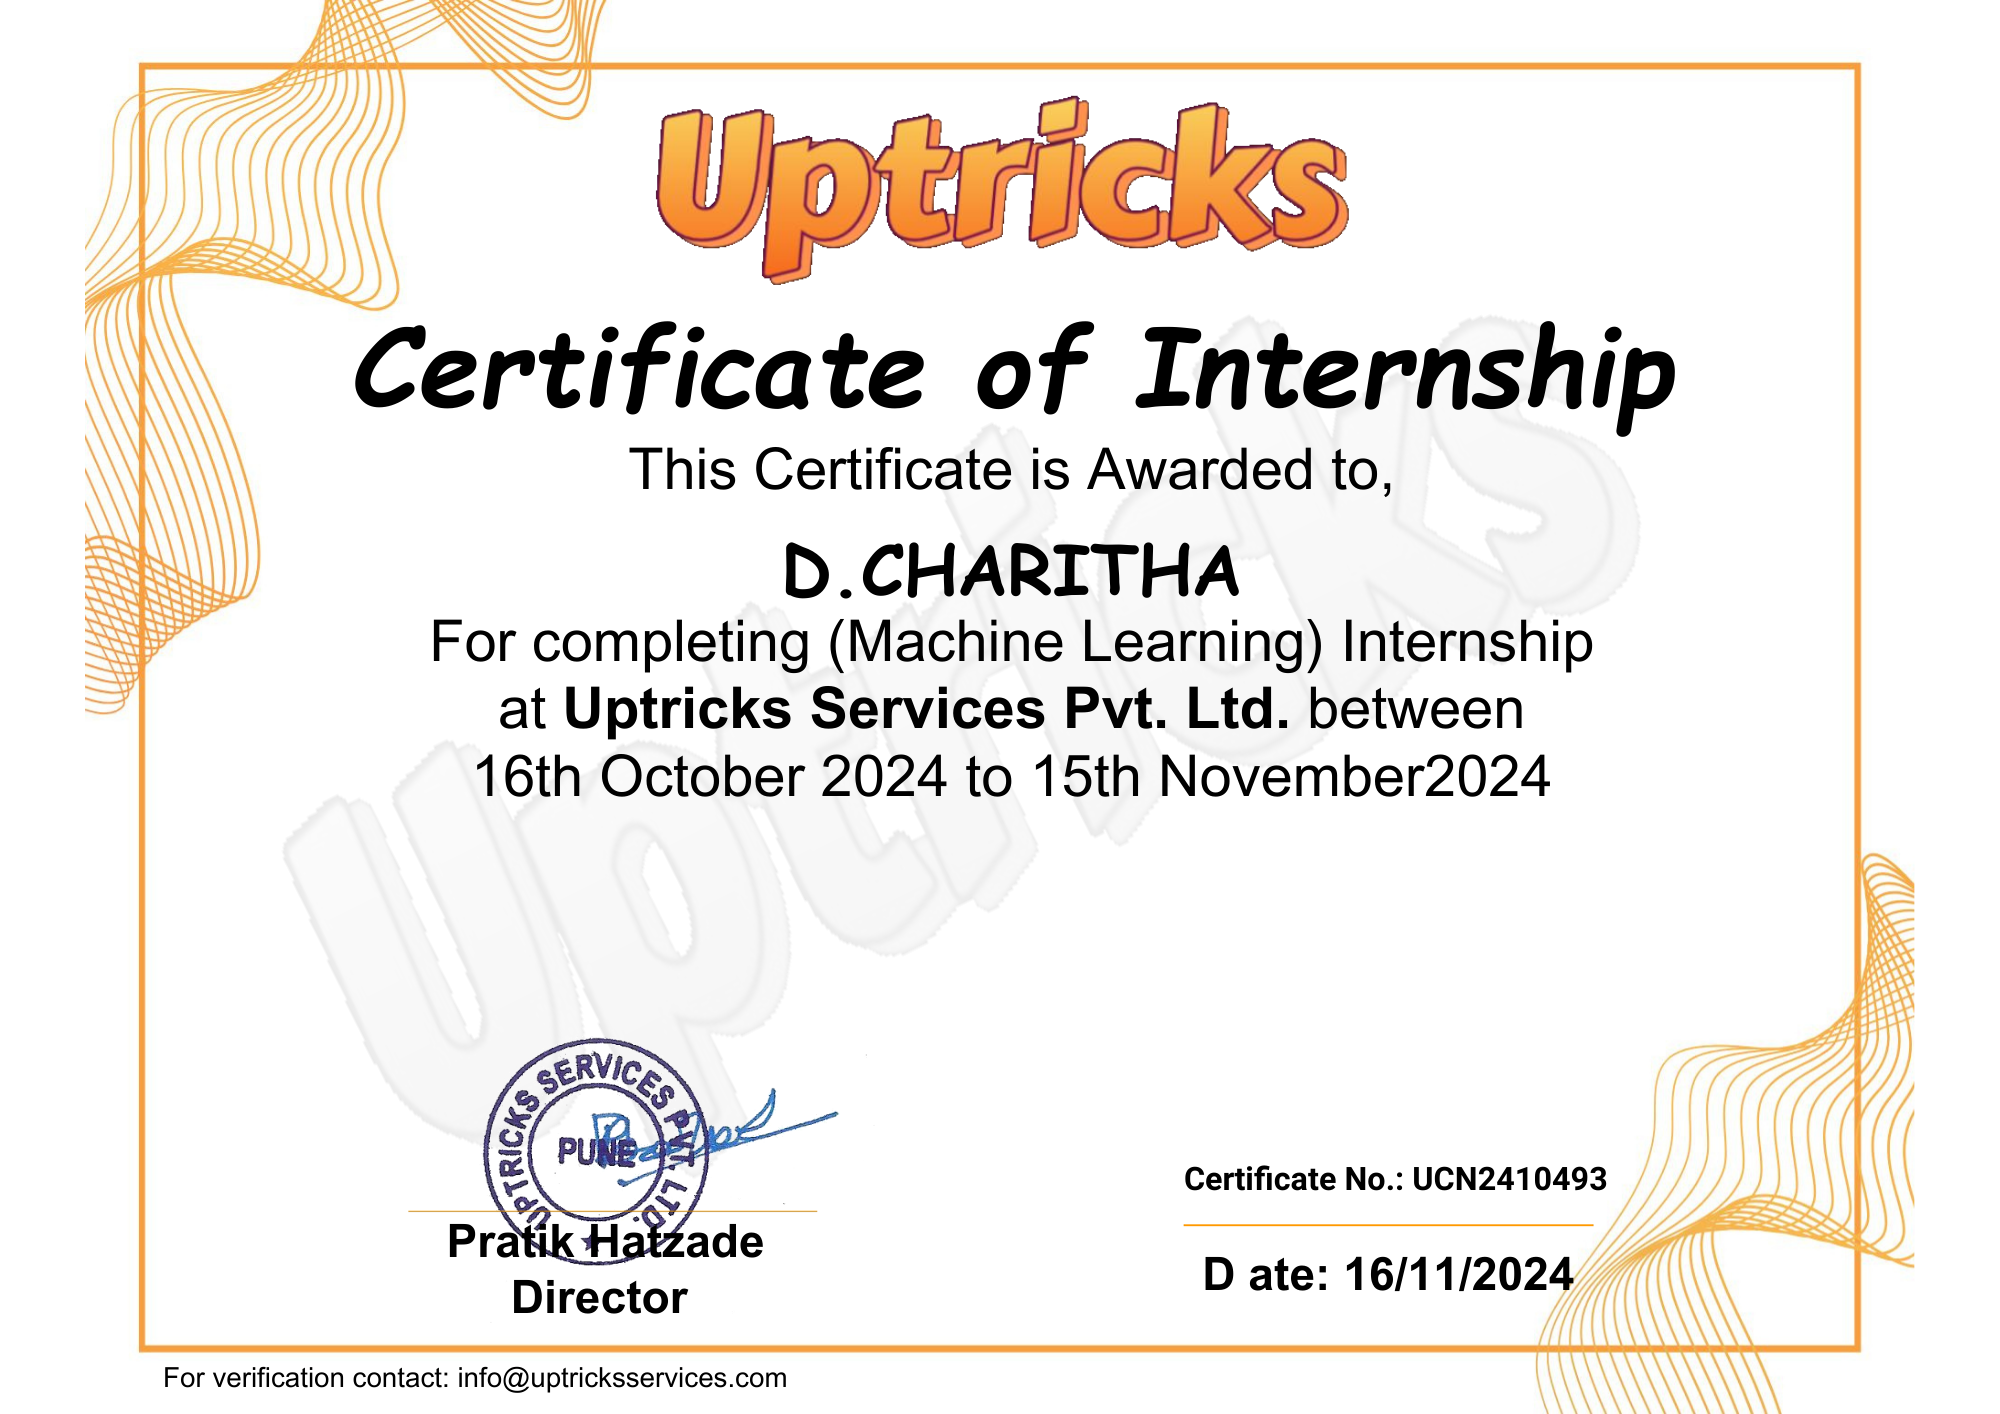 Uptricks
Certificate of Internship
This Certificate is Awarded to,
D.CHARITHA
For completing (Machine Learning) Internship
at Uptricks Services Pvt. Ltd. between
16th October 2024 to 15th November2024
Uptricks
UPTRICKS SERVICES PVT. LTD.
PUNE
Pratik Hatzade
Director
Certificate No.: UCN2410493
D ate: 16/11/2024
For verification contact: info@uptricksservices.com